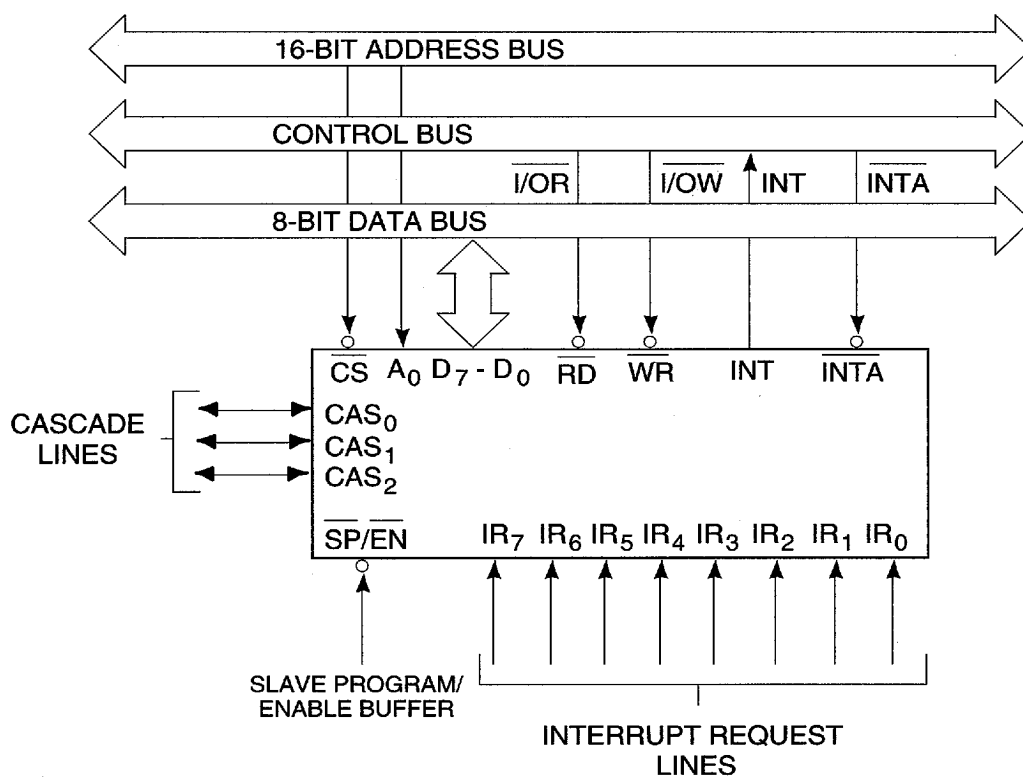 16-BIT ADDRESS BUS
CONTROL BUS
I/OR I/OW INT INTA
8-BIT DATA BUS
CS A0 D7 - D0 RD WR INT INTA
CASCADE
LINES
CAS0
CAS1
CAS2
SP/EN IR7 IR6 IR5 IR4 IR3 IR2 IR1 IR0
SLAVE PROGRAM/
ENABLE BUFFER
INTERRUPT REQUEST
LINES